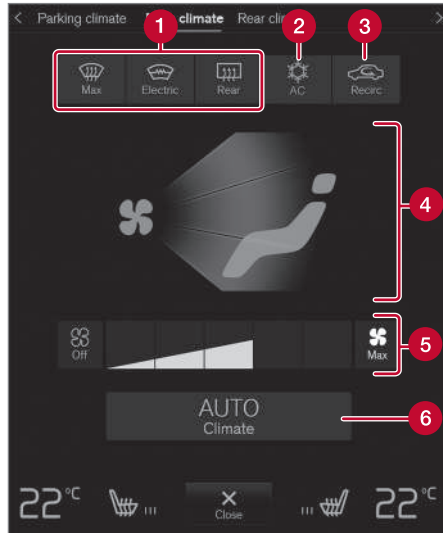 Parking climate climate Rear
1 2 3
Max Electric Rear AC Recirc
4
Off Max 5
AUTO
Climate 6
22°C Close 22°C